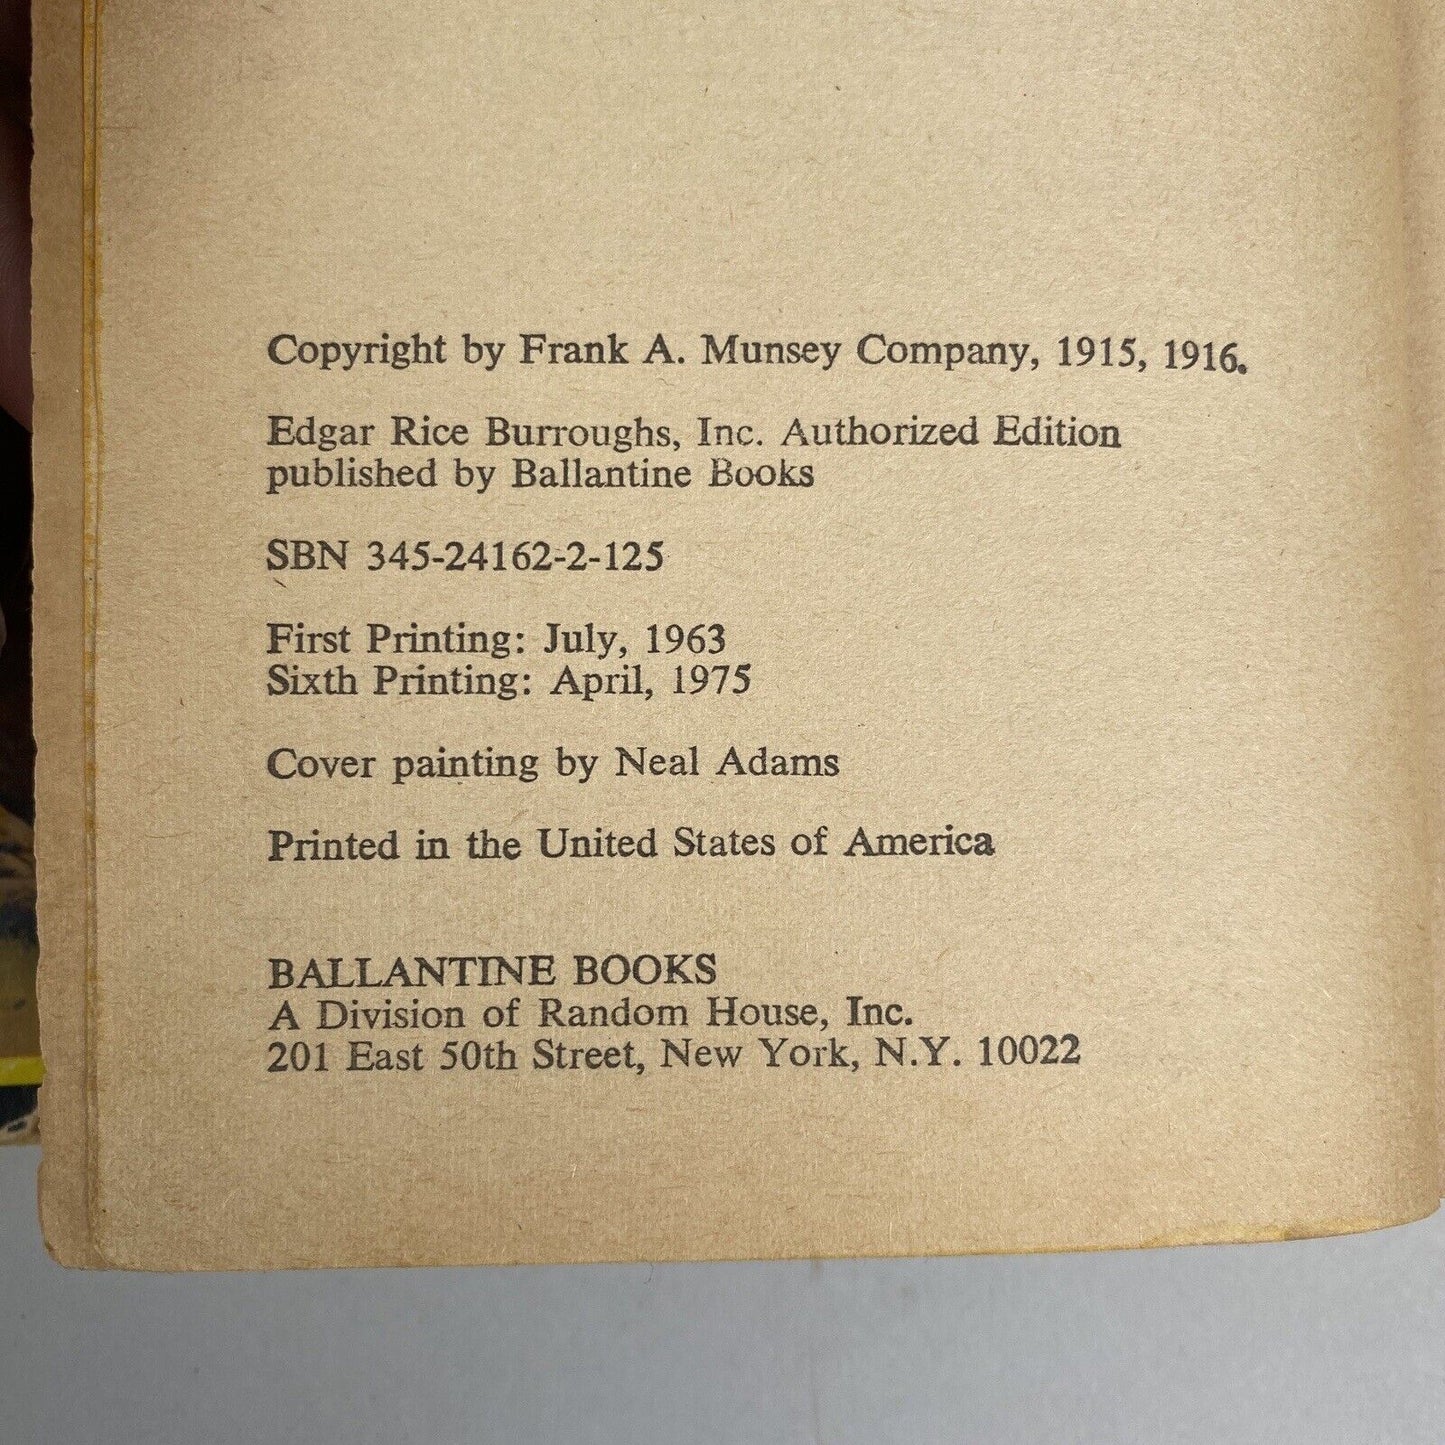 Copyright by Frank A. Munsey Company, 1915, 1916.
Edgar Rice Burroughs, Inc. Authorized Edition
published by Ballantine Books
SBN 345-24162-2-125
First Printing: July, 1963
Sixth Printing: April, 1975
Cover painting by Neal Adams
Printed in the United States of America
BALLANTINE BOOKS
A Division of Random House, Inc.
201 East 50th Street, New York, N.Y. 10022